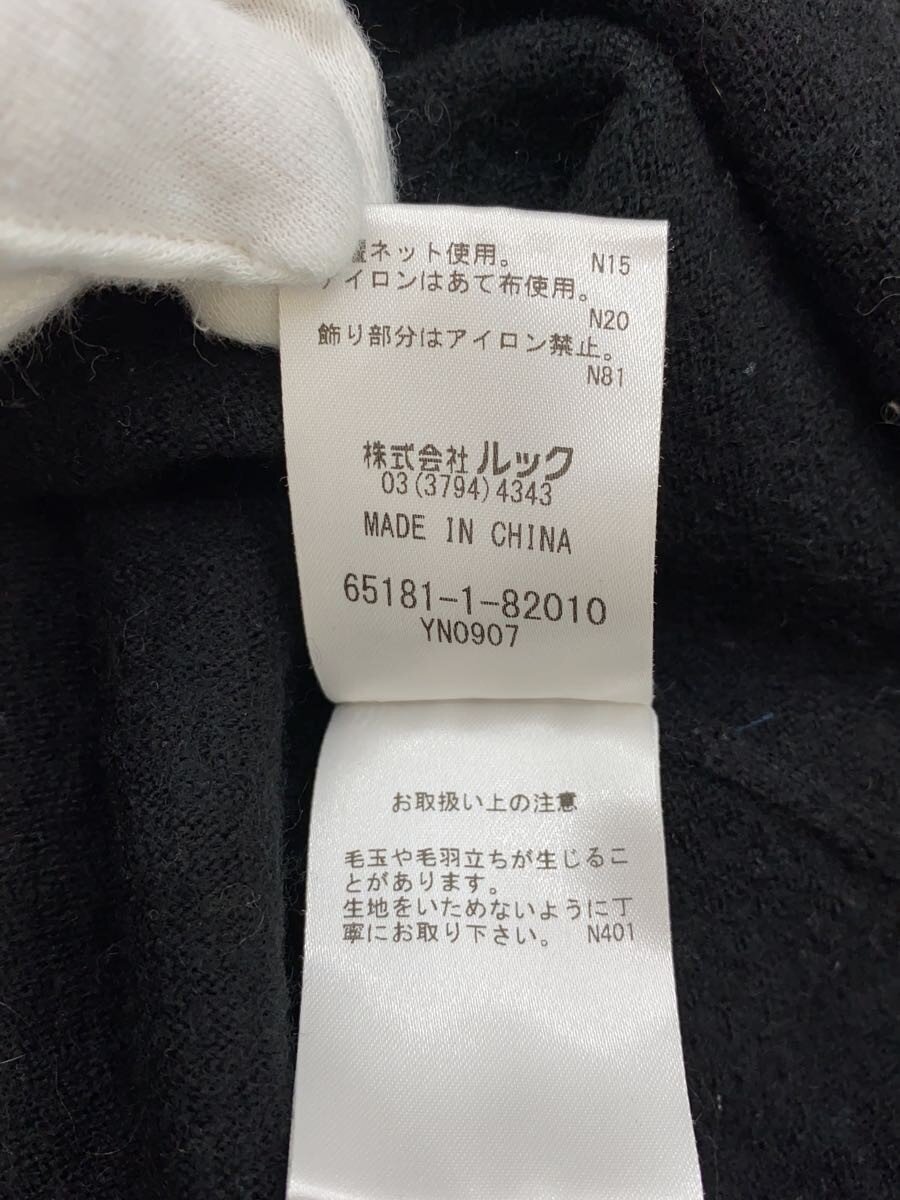 ネット使用。 N15
アイロンはあて布使用。
N20
飾り部分はアイロン禁止。
N81
株式会社 ルック
03(3794)4343
MADE IN CHINA
65181-1-82010
YN0907
お取扱い上の注意
毛玉や毛羽立ちが生じるこ
とがあります。
生地をいためないように丁
寧にお取り下さい。 N401